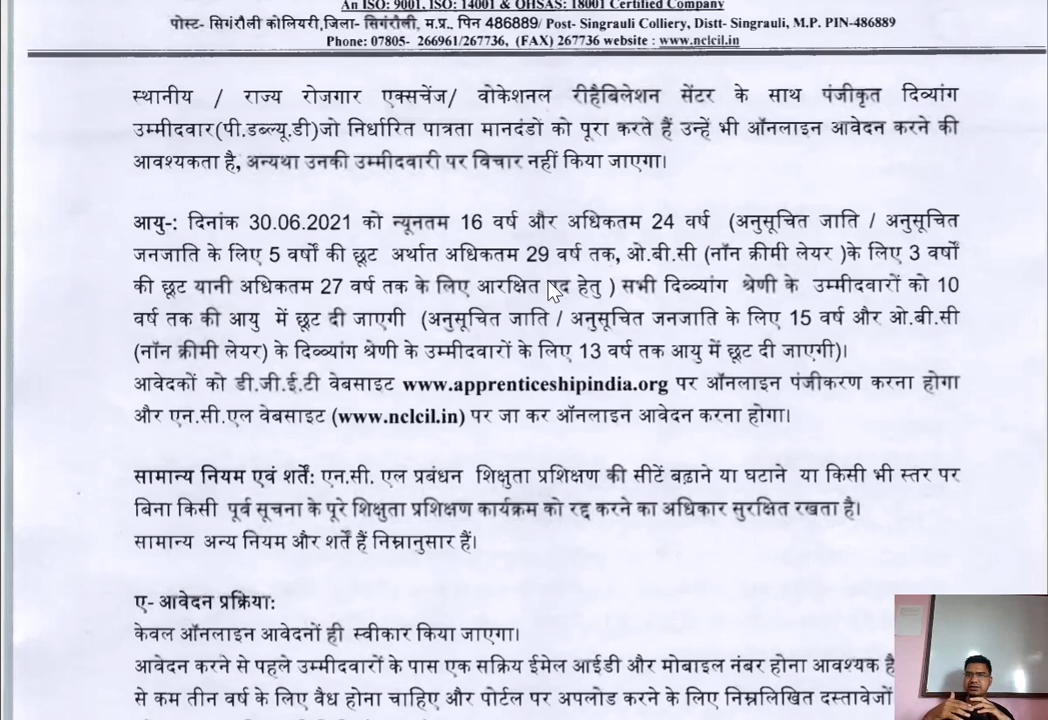 An ISO: 9001, ISO: 14001 & OHSAS: 18001 Certified Company
पोस्ट- सिगंरौली कोलियरी,जिला- सिगंरौली, म.प्र. पिन 486889/ Post- Singrauli Colliery, Distt- Singrauli, M.P. PIN-486889
Phone: 07805- 266961/267736, (FAX) 267736 website : www.nclcil.in
स्थानीय / राज्य रोजगार एक्सचेंज/ वोकेशनल रीहैबिलेशन सेंटर के साथ पंजीकृत दिव्यांग
उम्मीदवार(पी.डब्ल्यू.डी)जो निर्धारित पात्रता मानदंडो को पूरा करते हैं उन्हें भी ऑनलाइन आवेदन करने की
आवश्यकता है, अन्यथा उनकी उम्मीदवारी पर विचार नहीं किया जाएगा।
आयु-: दिनांक 30.06.2021 को न्यूनतम 16 वर्ष और अधिकतम 24 वर्ष (अनुसूचित जाति / अनुसूचित
जनजाति के लिए 5 वर्षों की छूट अर्थात अधिकतम 29 वर्ष तक, ओ.बी.सी (नॉन क्रीमी लेयर )के लिए 3 वर्षों
की छूट यानी अधिकतम 27 वर्ष तक के लिए आरक्षित पद हेतु ) सभी दिव्यांग श्रेणी के उम्मीदवारों को 10
वर्ष तक की आयु में छूट दी जाएगी (अनुसूचित जाति / अनुसूचित जनजाति के लिए 15 वर्ष और ओ.बी.सी
(नॉन क्रीमी लेयर) के दिव्यांग श्रेणी के उम्मीदवारों के लिए 13 वर्ष तक आयु में छूट दी जाएगी)।
आवेदकों को डी.जी.ई.टी वेबसाइट www.apprenticeshipindia.org पर ऑनलाइन पंजीकरण करना होगा
और एन.सी.एल वेबसाइट (www.nclcil.in) पर जा कर ऑनलाइन आवेदन करना होगा।
सामान्य नियम एवं शर्तें: एन.सी. एल प्रबंधन शिक्षुता प्रशिक्षण की सीटें बढ़ाने या घटाने या किसी भी स्तर पर
बिना किसी पूर्व सूचना के पूरे शिक्षुता प्रशिक्षण कार्यक्रम को रद्द करने का अधिकार सुरक्षित रखता है।
सामान्य अन्य नियम और शर्तें हैं निम्नानुसार हैं।
ए- आवेदन प्रक्रिया:
केवल ऑनलाइन आवेदनों ही स्वीकार किया जाएगा।
आवेदन करने से पहले उम्मीदवारों के पास एक सक्रिय ईमेल आईडी और मोबाइल नंबर होना आवश्यक है
से कम तीन वर्ष के लिए वैध होना चाहिए और पोर्टल पर अपलोड करने के लिए निम्नलिखित दस्तावेजों